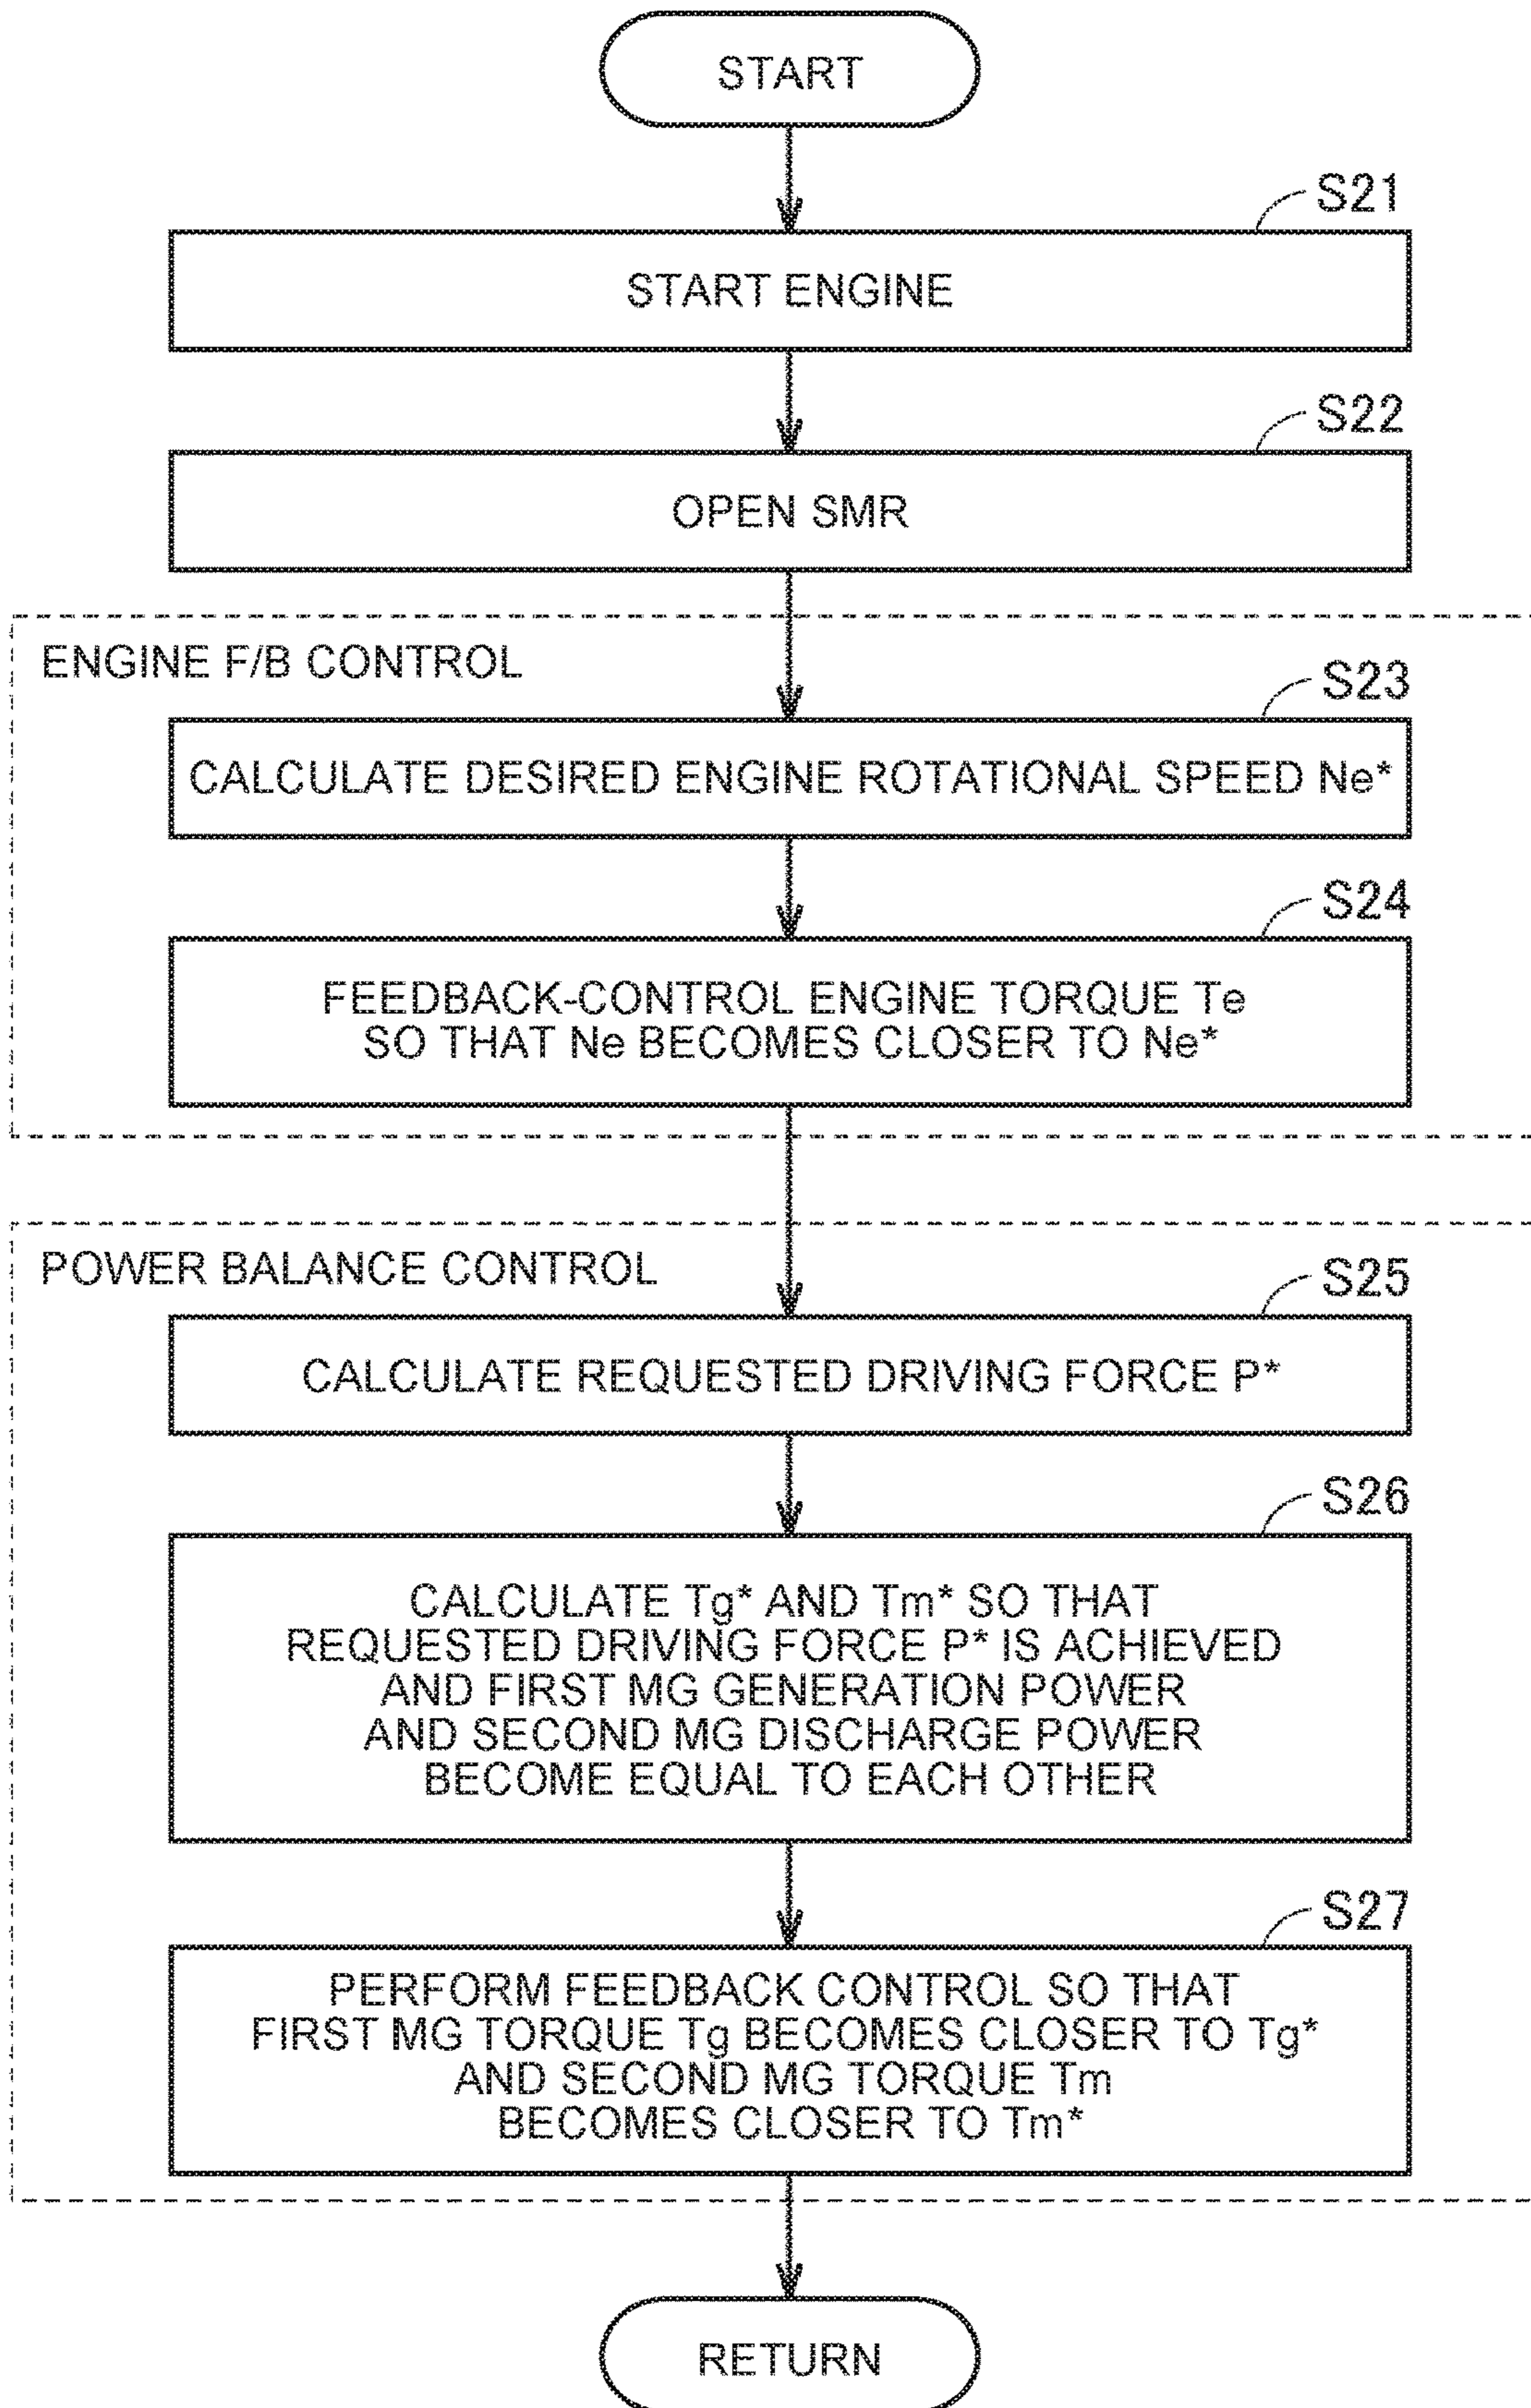 START
S21
START ENGINE
S22
OPEN SMR
ENGINE F/B CONTROL
S23
CALCULATE DESIRED ENGINE ROTATIONAL SPEED Ne*
S24
FEEDBACK-CONTROL ENGINE TORQUE Te
SO THAT Ne BECOMES CLOSER TO Ne*
POWER BALANCE CONTROL
S25
CALCULATE REQUESTED DRIVING FORCE P*
S26
CALCULATE Tg* AND Tm* SO THAT
REQUESTED DRIVING FORCE P* IS ACHIEVED
AND FIRST MG GENERATION POWER
AND SECOND MG DISCHARGE POWER
BECOME EQUAL TO EACH OTHER
S27
PERFORM FEEDBACK CONTROL SO THAT
FIRST MG TORQUE Tg BECOMES CLOSER TO Tg*
AND SECOND MG TORQUE Tm
BECOMES CLOSER TO Tm*
RETURN